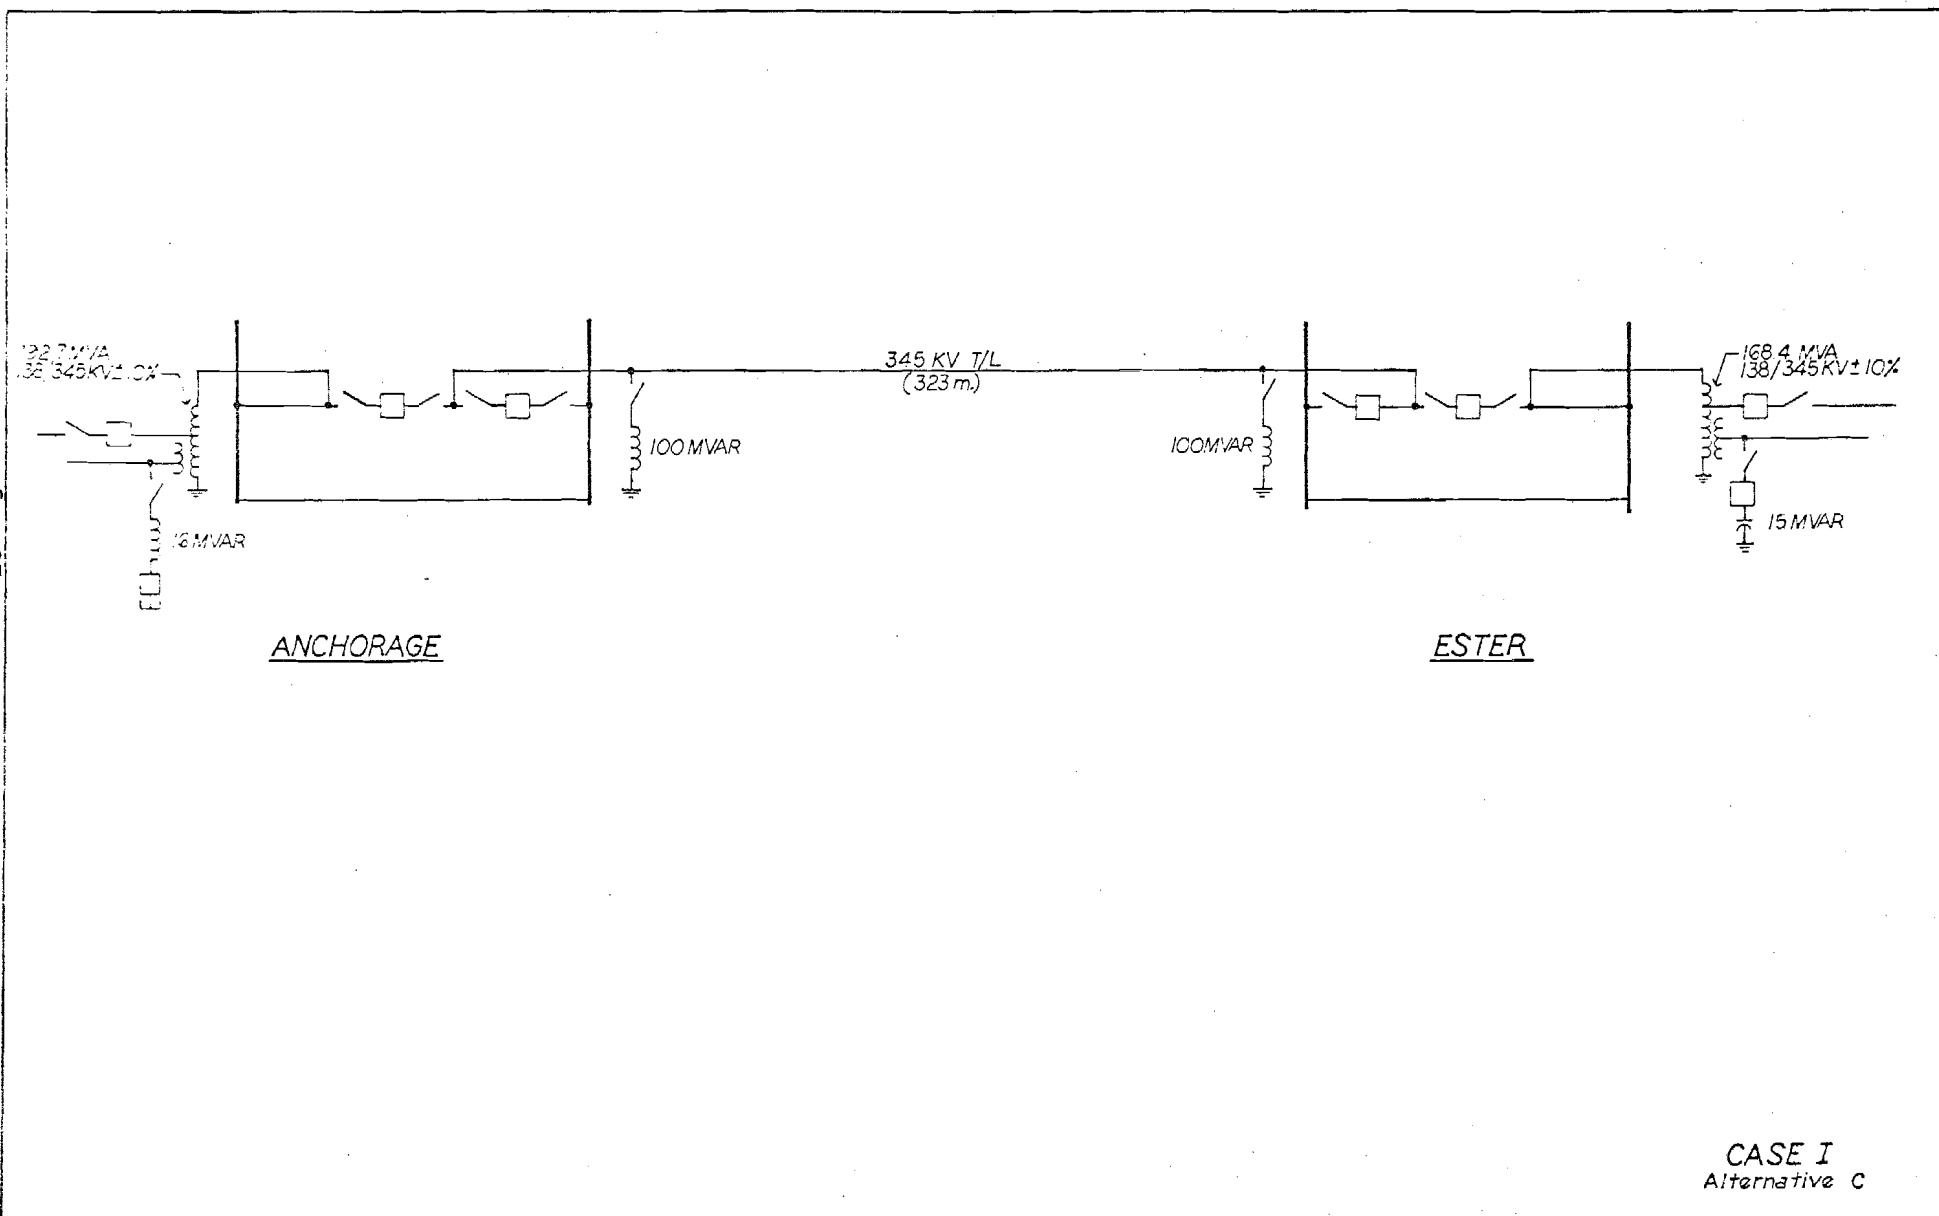 345 KV T/L
(323 m.)
168.4 MVA
138/345 KV ± 10%
100 MVAR
100 MVAR
15 MVAR
MVAR
ANCHORAGE
ESTER
CASE I
Alternative C